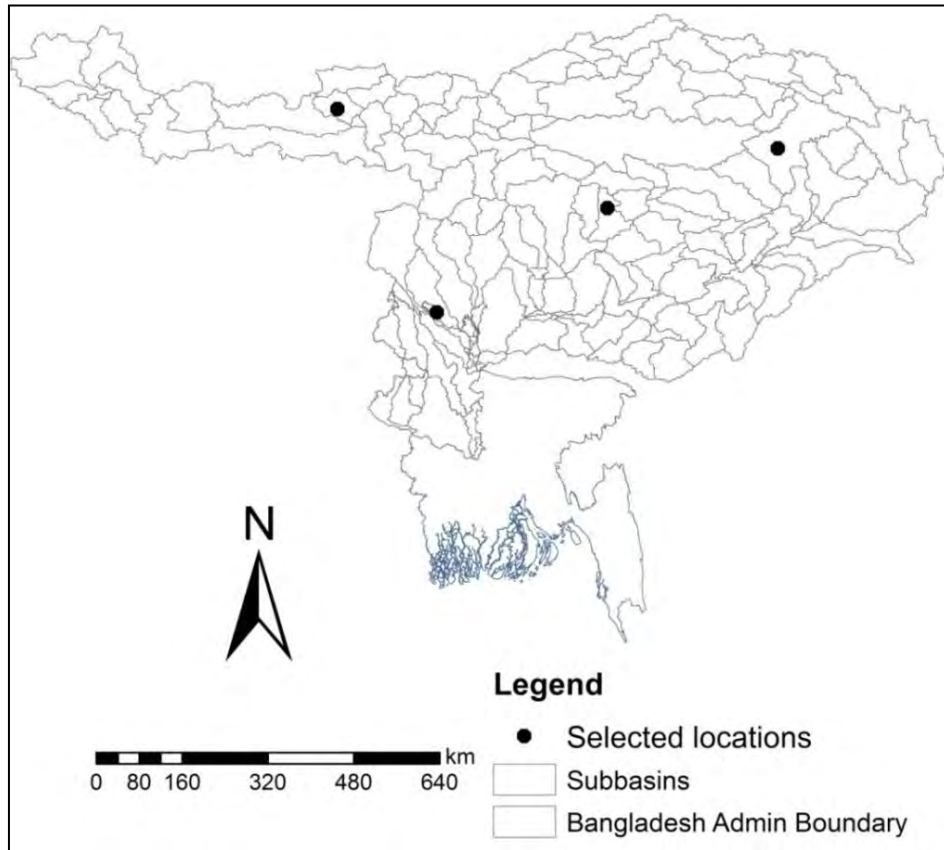 N
km
0 80 160 320 480 640
Legend
Selected locations
Subbasins
Bangladesh Admin Boundary